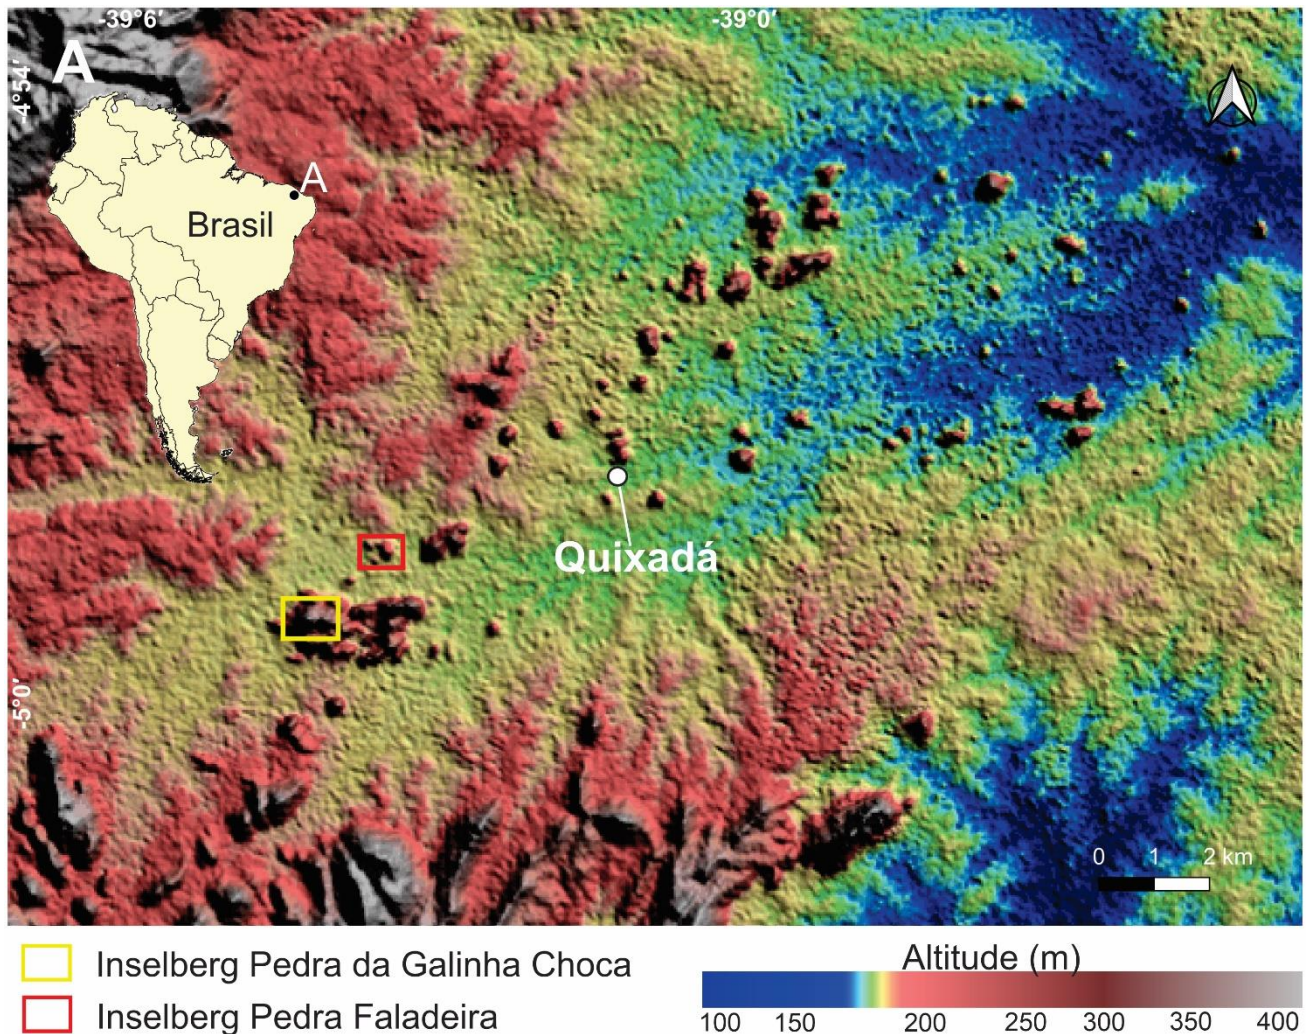 -39°6′
-39°0′
A
-4°54′
A
Brasil
Quixadá
-5°0′
0 1 2 km
Inselberg Pedra da Galinha Choca
Inselberg Pedra Faladeira
Altitude (m)
100 150 200 250 300 350 400